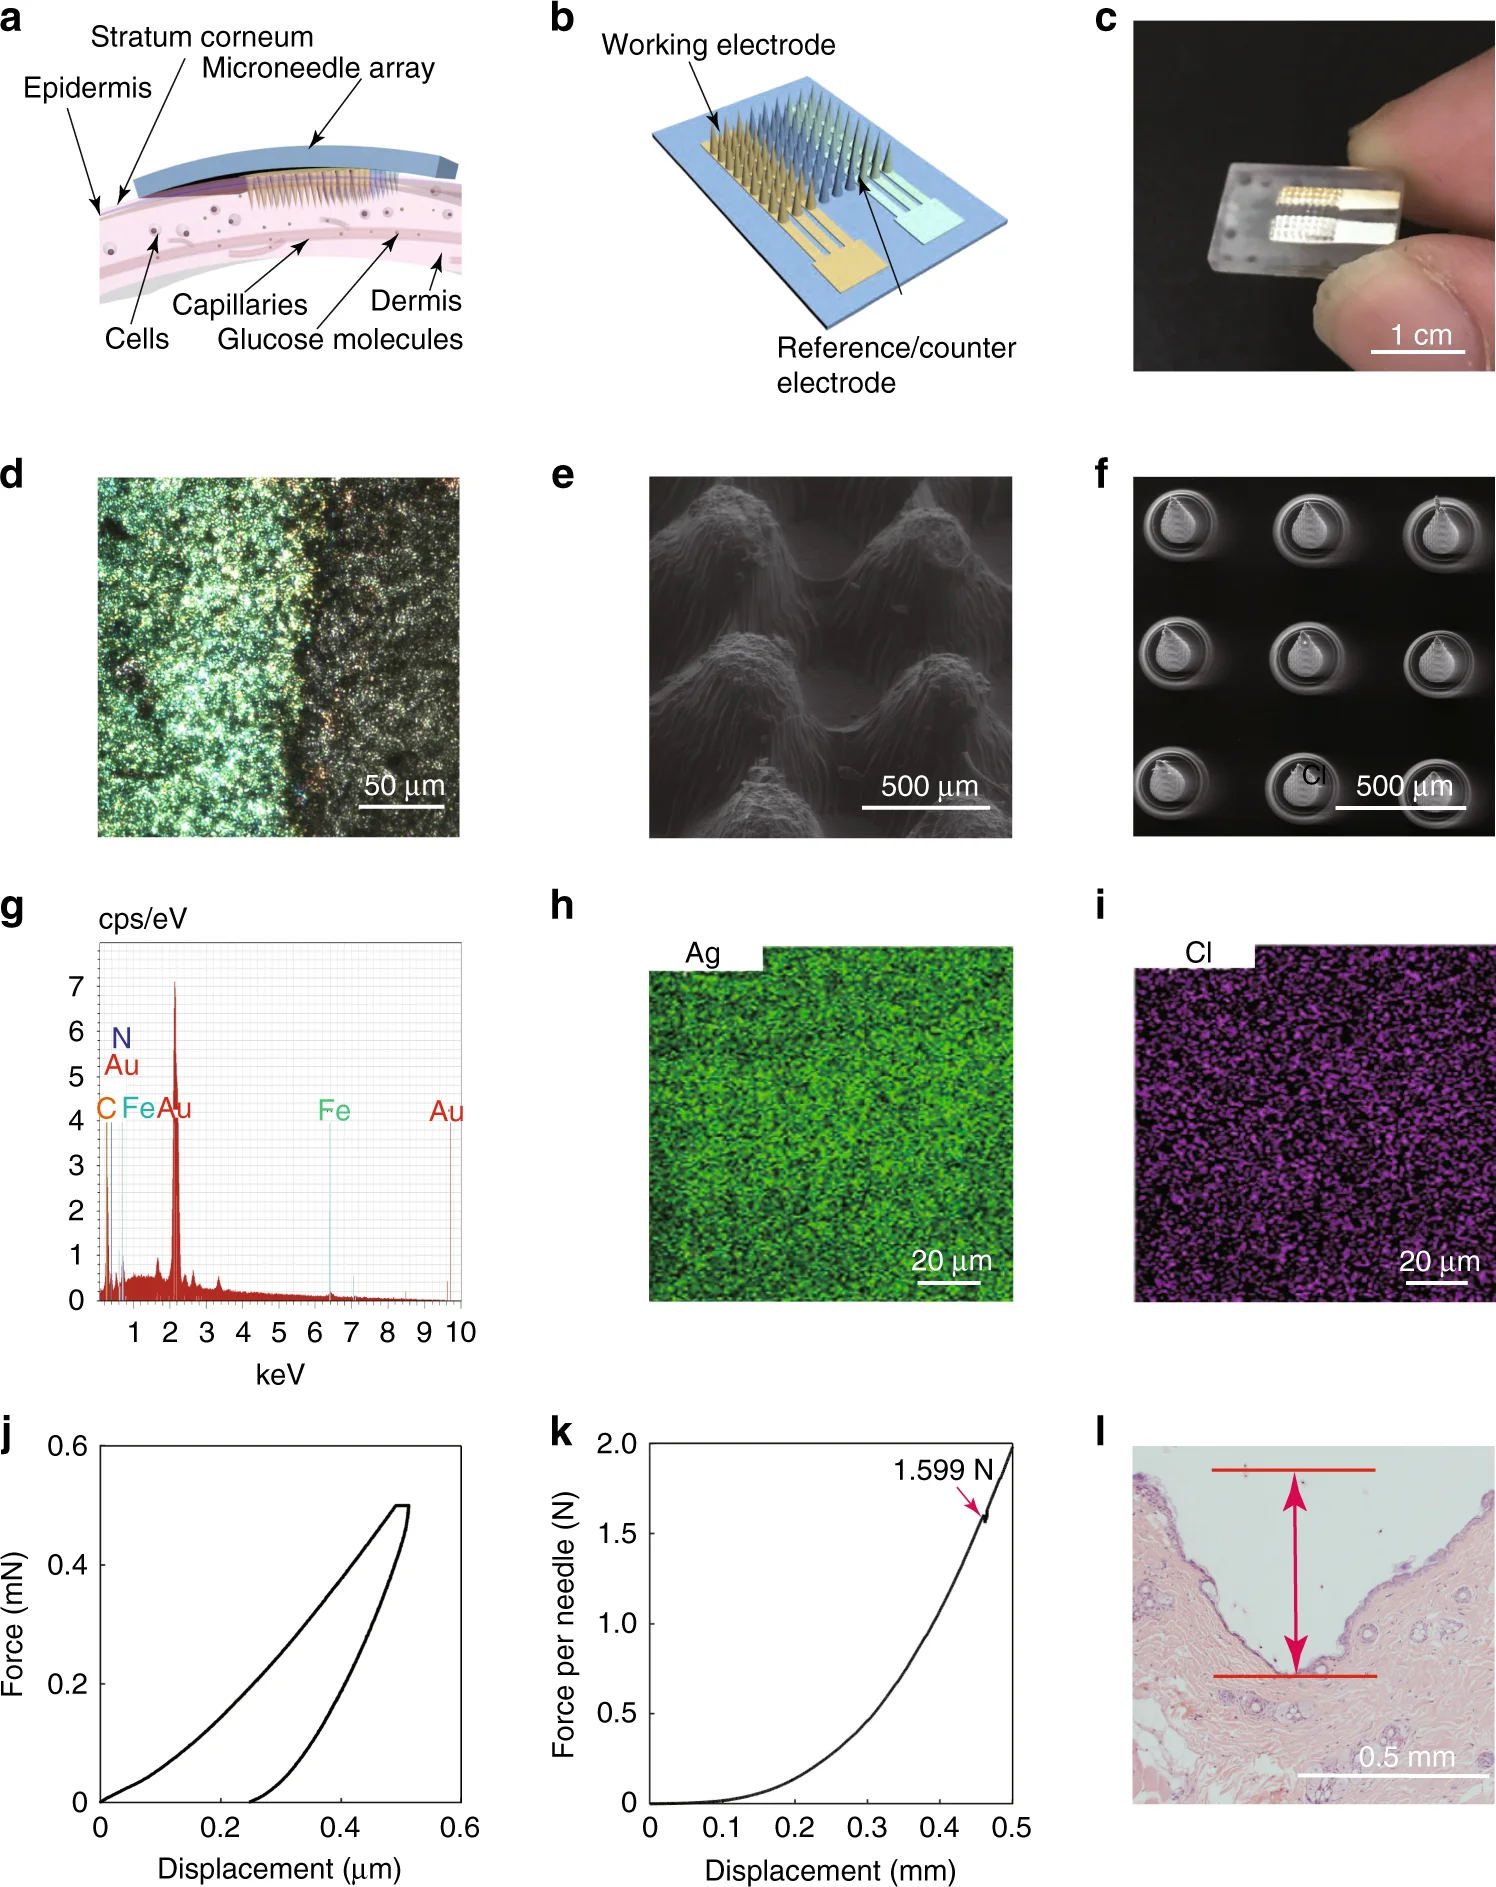 a
Stratum corneum
Microneedle array
Epidermis
Capillaries
Dermis
Cells
Glucose molecules
b
Working electrode
Reference/counter
electrode
c
1 cm
d
50 μm
e
500 μm
f
Cl
500 μm
g
cps/eV
7
6
5
4
3
2
1
0
N
Au
C Fe Au
Fe
Au
1 2 3 4 5 6 7 8 9 10
keV
h
Ag
20 μm
i
Cl
20 μm
j
0.6
0.4
0.2
0
Force (mN)
0 0.2 0.4 0.6
Displacement (μm)
k
2.0
1.5
1.0
0.5
0
1.599 N
Force per needle (N)
0 0.1 0.2 0.3 0.4 0.5
Displacement (mm)
l
0.5 mm